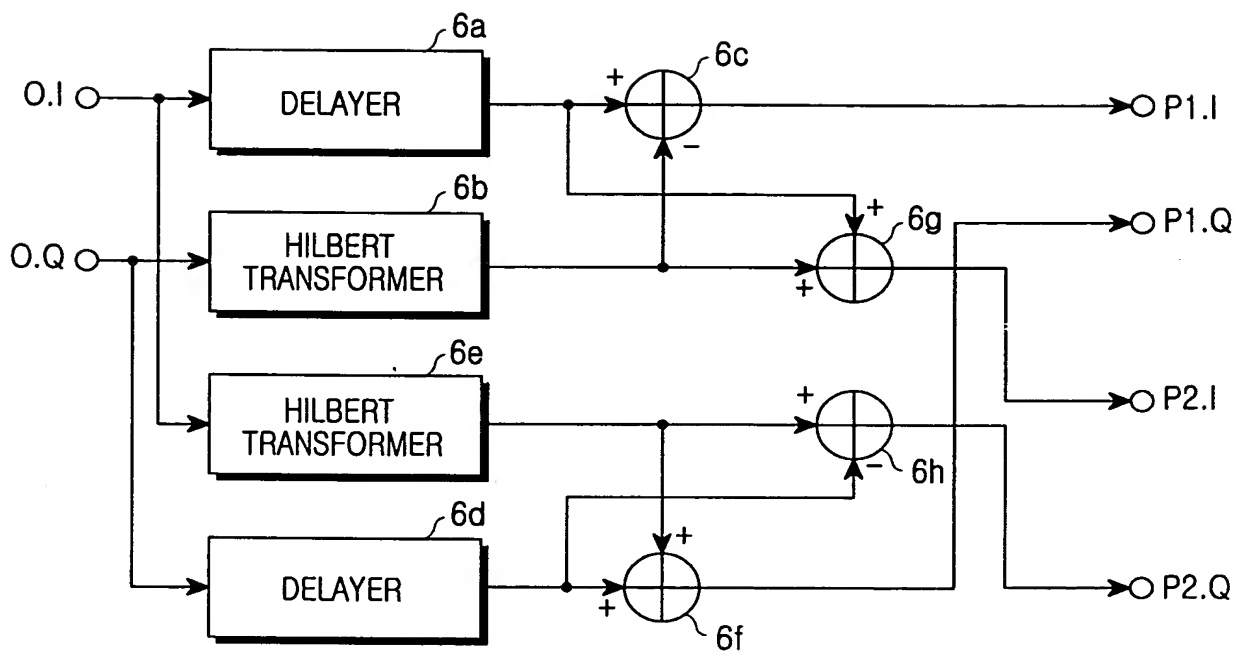 6a
6c
O.I
DELAYER
+
P1.I
-
6b
+
6g
P1.Q
O.Q
HILBERT
TRANSFORMER
+
6e
+
P2.I
HILBERT
TRANSFORMER
-
6h
6d
+
DELAYER
+
P2.Q
6f